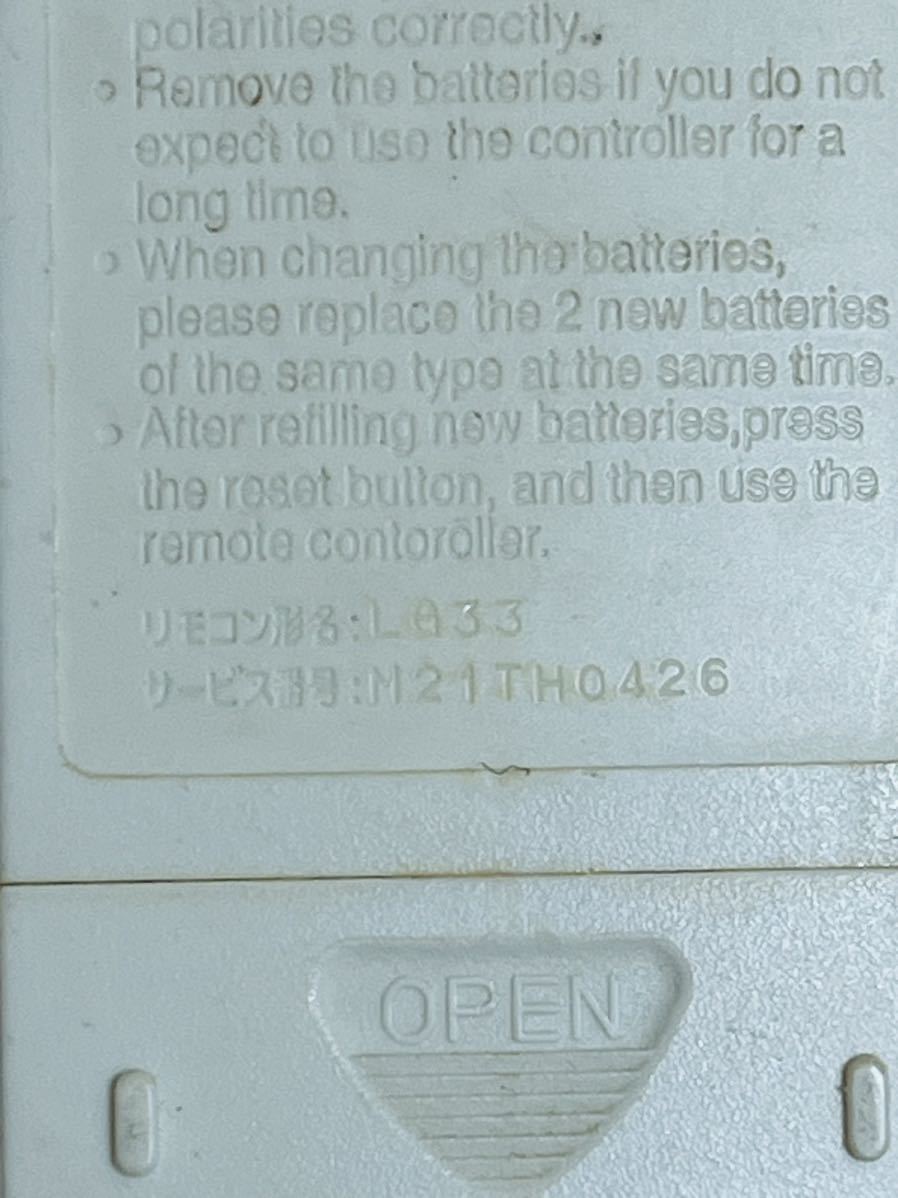 polarities correctly.
Remove the batteries if you do not
expect to use the controller for a
long time.
When changing the batteries,
please replace the 2 new batteries
of the same type at the same time.
After refilling new batteries,press
the reset button, and then use the
remote contoroller.
リモコン形名:LA33
サービス番号:M21TH0426
OPEN